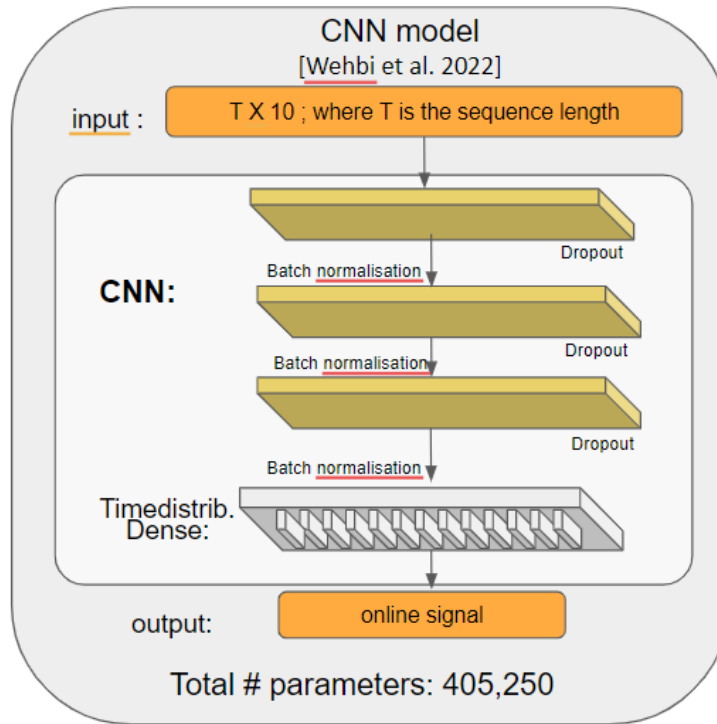 CNN model
[Wehbi et al. 2022]
input :
T X 10 ; where T is the sequence length
Dropout
Batch normalisation
CNN:
Dropout
Batch normalisation
Dropout
Batch normalisation
Timedistrib.
Dense:
output:
online signal
Total # parameters: 405,250